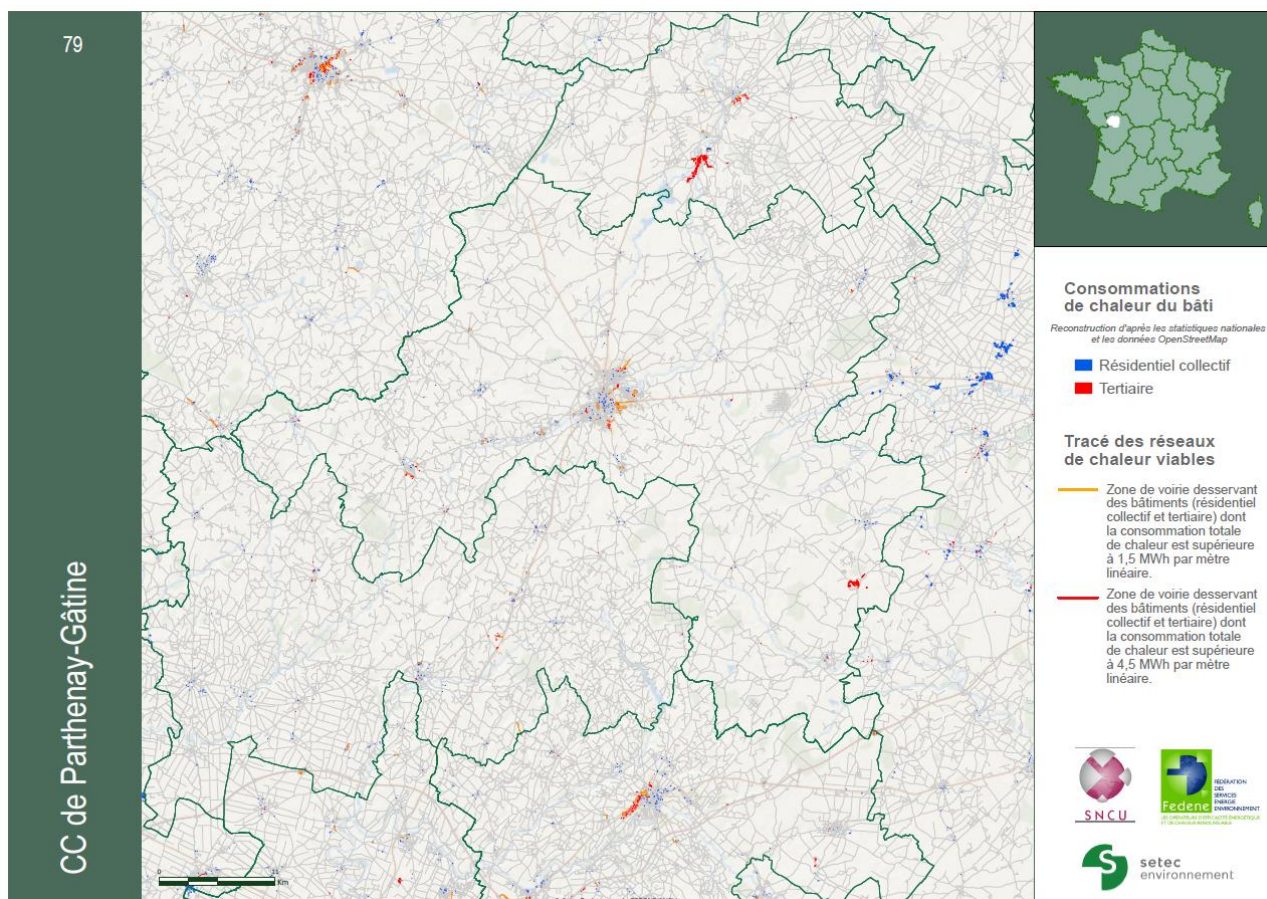 79
CC de Parthenay-Gâtine
Consommations
de chaleur du bâti
Reconstruction d'après les statistiques nationales
et les données OpenStreetMap
Résidentiel collectif
Tertiaire
Tracé des réseaux
de chaleur viables
Zone de voirie desservant
des bâtiments (résidentiel
collectif et tertiaire) dont
la consommation totale
de chaleur est supérieure
à 1,5 MWh par mètre
linéaire.
Zone de voirie desservant
des bâtiments (résidentiel
collectif et tertiaire) dont
la consommation totale
de chaleur est supérieure
à 4,5 MWh par mètre
linéaire.
SNCU
Fedene
FÉDÉRATION
DES
SERVICES
ÉNERGIE
ENVIRONNEMENT
S
setec
environnement
0
11
Km